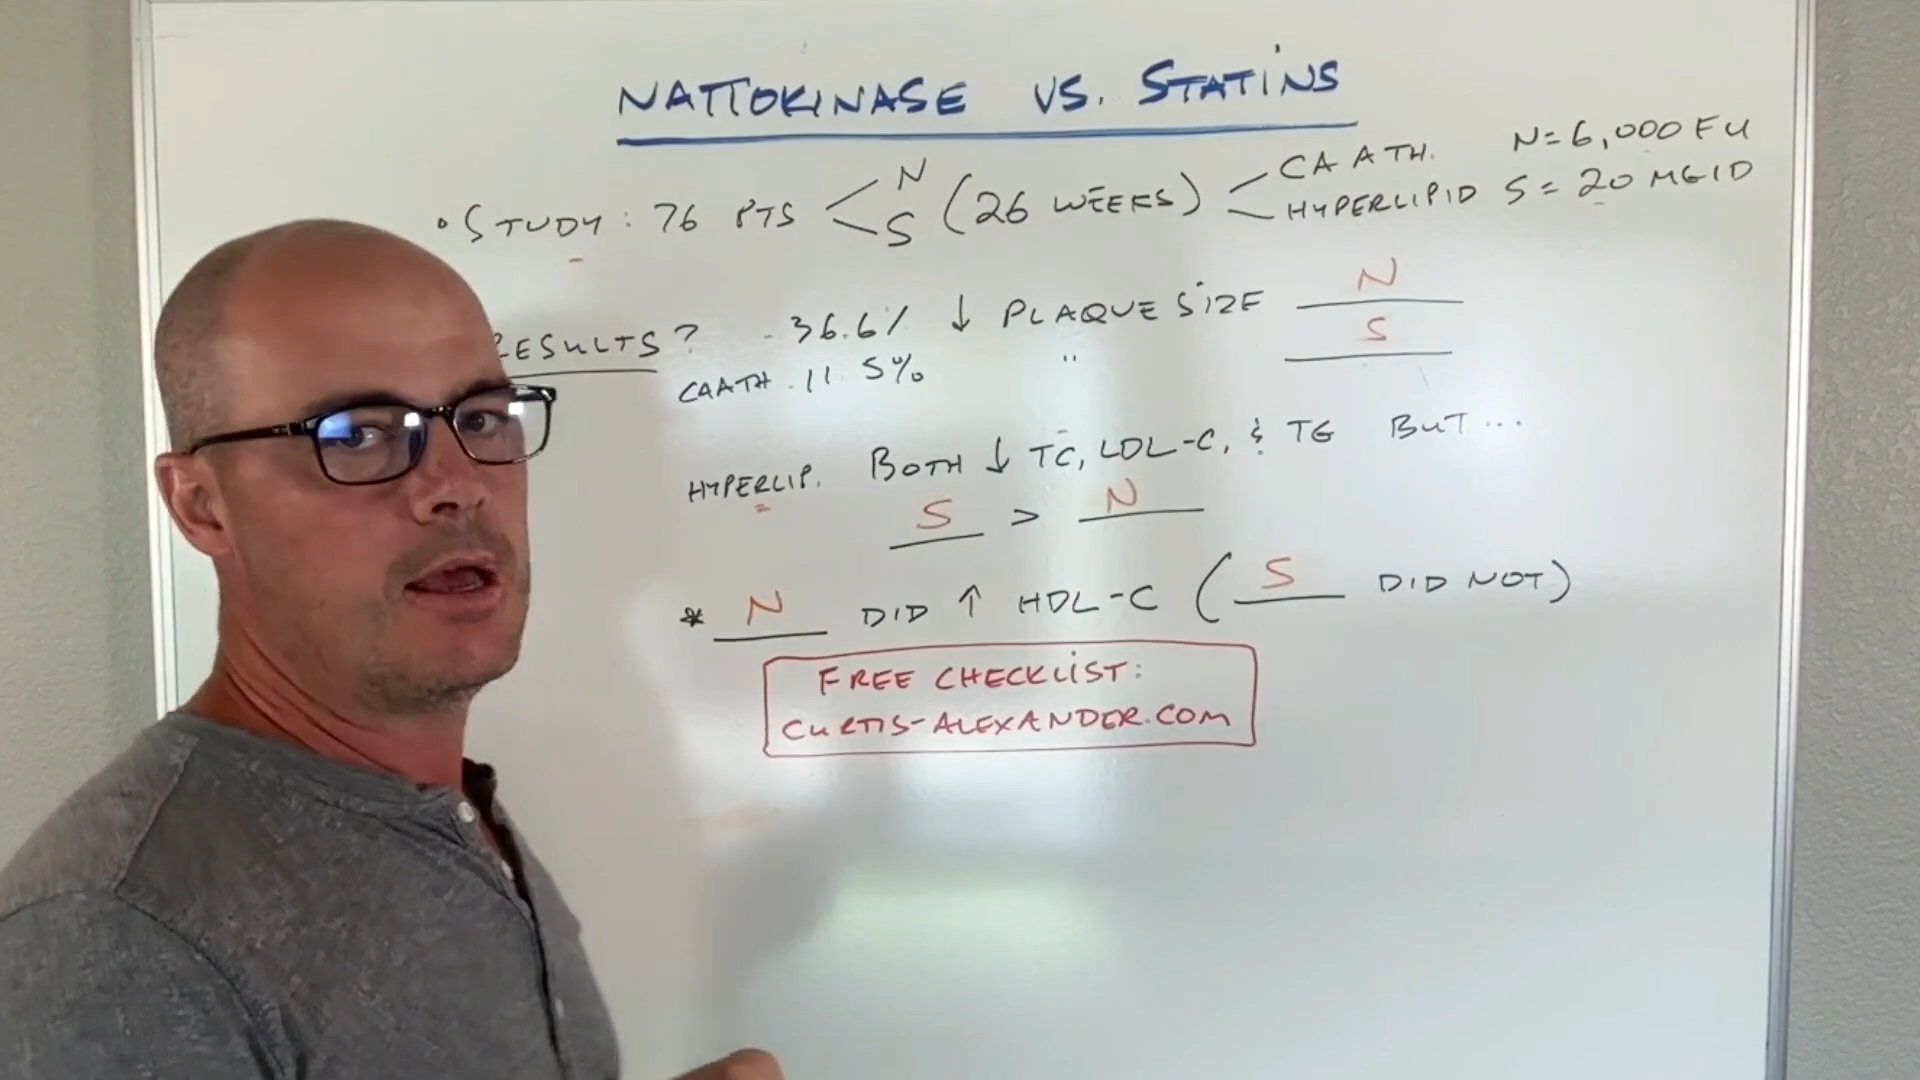 NATTOKINASE VS. STATINS
• STUDY: 76 PTS < N S (26 WEEKS) CA ATH. N=6,000 FU
HYPERLIPID S=20 MG ID
RESULTS? -36.6% ↓ PLAQUE SIZE N
CAATH. 11.5% " S
HYPERLIP. BOTH ↓ TC, LDL-C, & TG BUT...
S > N
* N DID ↑ HDL-C (S DID NOT)
FREE CHECKLIST:
CURTIS-ALEXANDER.COM